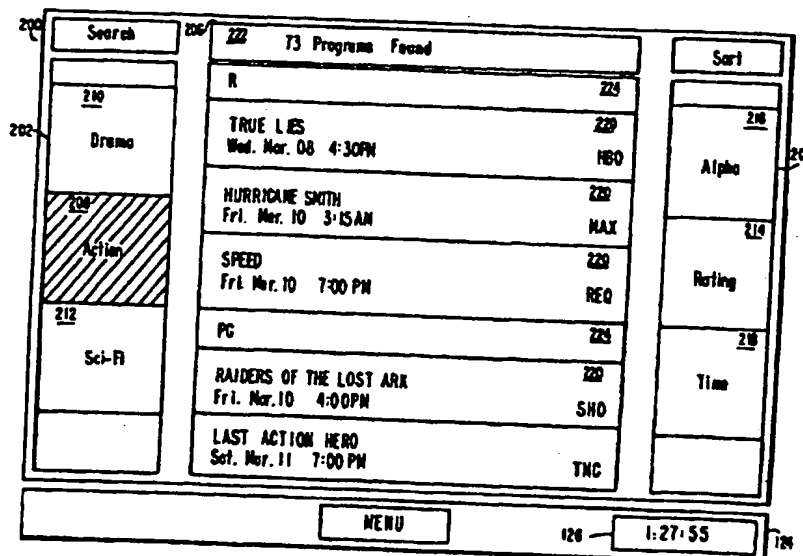 200
Search
202
210
Drama
208
Action
212
Sci-Fi
206
222 73 Programs Found
R 224
TRUE LIES 220
Wed. Mar. 08 4:30PM HBO
HURRICANE SMITH 220
Fri. Mar. 10 3:15AM MAX
SPEED 220
Fri. Mar. 10 7:00 PM REQ
PG 224
RAIDERS OF THE LOST ARK 220
Fri. Mar. 10 4:00PM SHO
LAST ACTION HERO
Sat. Mar. 11 7:00PM TMC
Sort
216
Alpha
20
214
Rating
218
Time
MENU
126
1:27:55
124